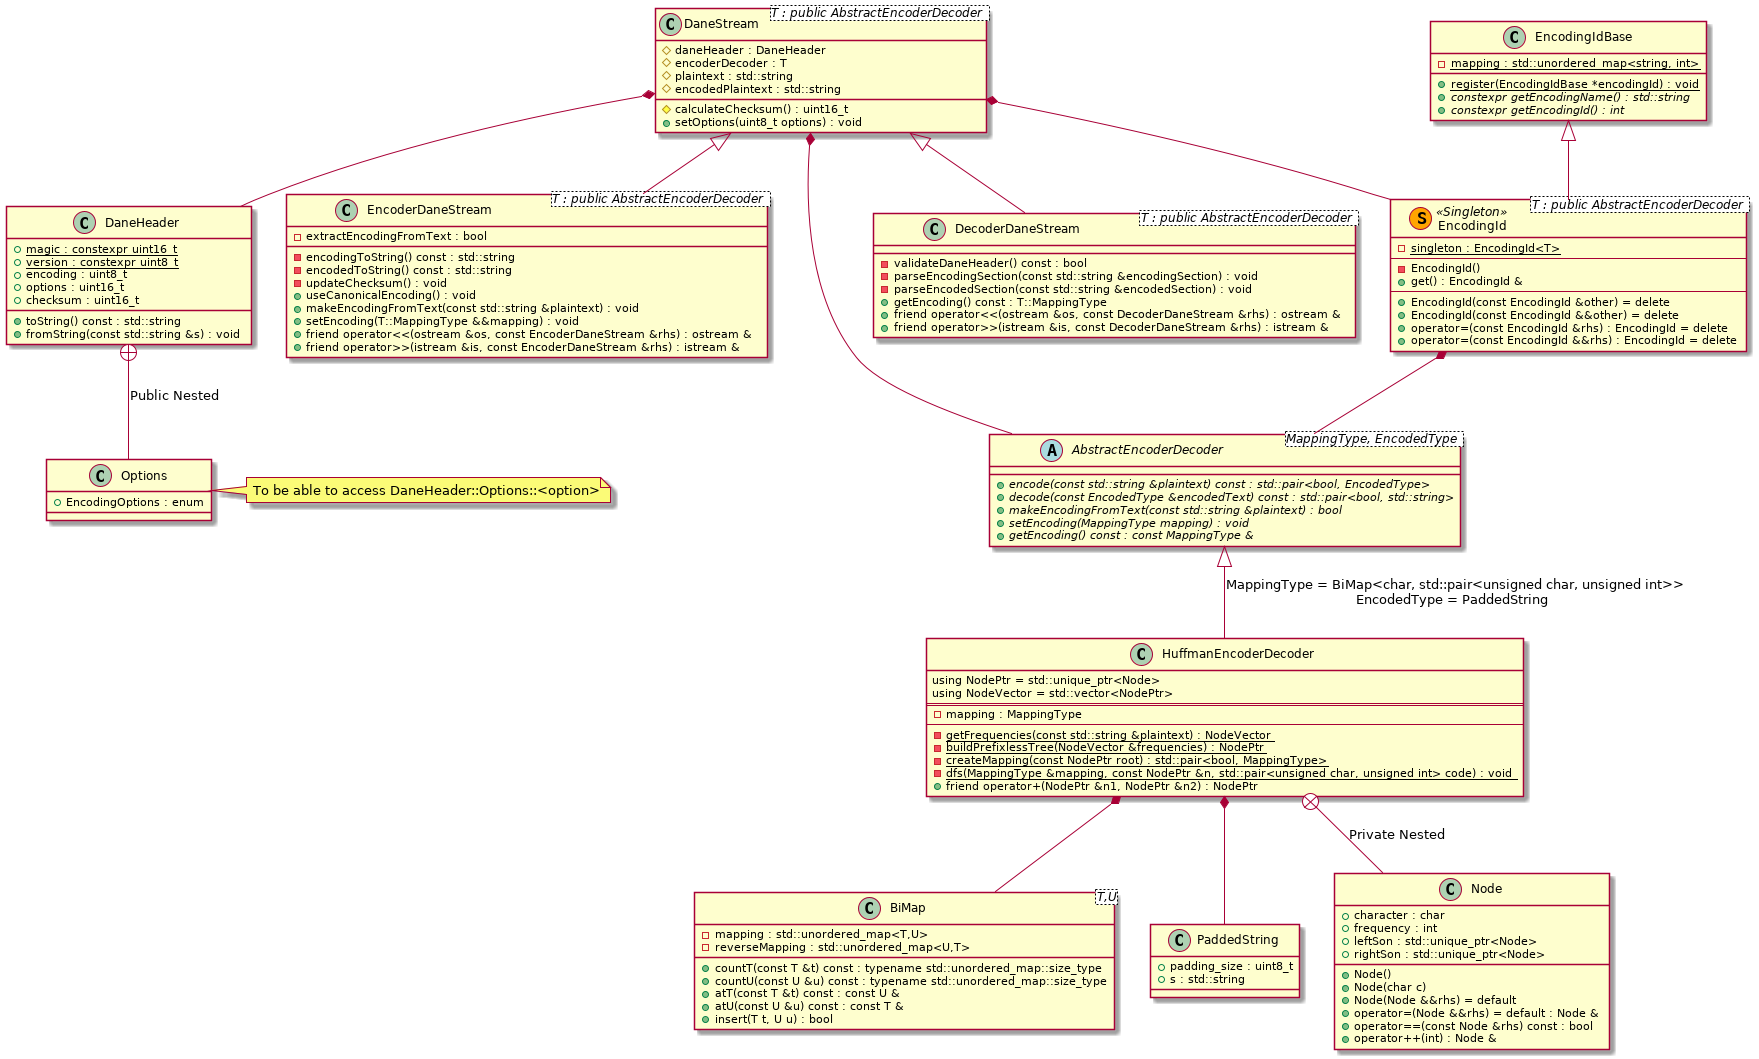 C DaneStream
T : public AbstractEncoderDecoder
daneHeader : DaneHeader
encoderDecoder : T
plaintext : std::string
encodedPlaintext : std::string
calculateChecksum() : uint16_t
setOptions(uint8_t options) : void
C EncodingIdBase
mapping : std::unordered_map<string, int>
register(EncodingIdBase *encodingId) : void
constexpr getEncodingName() : std::string
constexpr getEncodingId() : int
C DaneHeader
magic : constexpr uint16_t
version : constexpr uint8_t
encoding : uint8_t
options : uint16_t
checksum : uint16_t
toString() const : std::string
fromString(const std::string &s) : void
C EncoderDaneStream
T : public AbstractEncoderDecoder
extractEncodingFromText : bool
encodingToString() const : std::string
encodedToString() const : std::string
updateChecksum() : void
useCanonicalEncoding() : void
makeEncodingFromText(const std::string &plaintext) : void
setEncoding(T::MappingType &&mapping) : void
friend operator<<(ostream &os, const EncoderDaneStream &rhs) : ostream &
friend operator>>(istream &is, const EncoderDaneStream &rhs) : istream &
C DecoderDaneStream
T : public AbstractEncoderDecoder
validateDaneHeader() const : bool
parseEncodingSection(const std::string &encodingSection) : void
parseEncodedSection(const std::string &encodedSection) : void
getEncoding() const : T::MappingType
friend operator<<(ostream &os, const DecoderDaneStream &rhs) : ostream &
friend operator>>(istream &is, const DecoderDaneStream &rhs) : istream &
S «Singleton»
EncodingId
T : public AbstractEncoderDecoder
singleton : EncodingId<T>
EncodingId()
get() : EncodingId &
EncodingId(const EncodingId &other) = delete
EncodingId(const EncodingId &&other) = delete
operator=(const EncodingId &rhs) : EncodingId = delete
operator=(const EncodingId &&rhs) : EncodingId = delete
Public Nested
C Options
EncodingOptions : enum
To be able to access DaneHeader::Options::<option>
A AbstractEncoderDecoder
MappingType, EncodedType
encode(const std::string &plaintext) const : std::pair<bool, EncodedType>
decode(const EncodedType &encodedText) const : std::pair<bool, std::string>
makeEncodingFromText(const std::string &plaintext) : bool
setEncoding(MappingType mapping) : void
getEncoding() const : const MappingType &
MappingType = BiMap<char, std::pair<unsigned char, unsigned int>>
EncodedType = PaddedString
C HuffmanEncoderDecoder
using NodePtr = std::unique_ptr<Node>
using NodeVector = std::vector<NodePtr>
mapping : MappingType
getFrequencies(const std::string &plaintext) : NodeVector
buildPrefixlessTree(NodeVector &frequencies) : NodePtr
createMapping(const NodePtr root) : std::pair<bool, MappingType>
dfs(MappingType &mapping, const NodePtr &n, std::pair<unsigned char, unsigned int> code) : void
friend operator+(NodePtr &n1, NodePtr &n2) : NodePtr
Private Nested
C BiMap
T,U
mapping : std::unordered_map<T,U>
reverseMapping : std::unordered_map<U,T>
countT(const T &t) const : typename std::unordered_map::size_type
countU(const U &u) const : typename std::unordered_map::size_type
atT(const T &t) const : const U &
atU(const U &u) const : const T &
insert(T t, U u) : bool
C PaddedString
padding_size : uint8_t
s : std::string
C Node
character : char
frequency : int
leftSon : std::unique_ptr<Node>
rightSon : std::unique_ptr<Node>
Node()
Node(char c)
Node(Node &&rhs) = default
operator=(Node &&rhs) = default : Node &
operator==(const Node &rhs) const : bool
operator++(int) : Node &